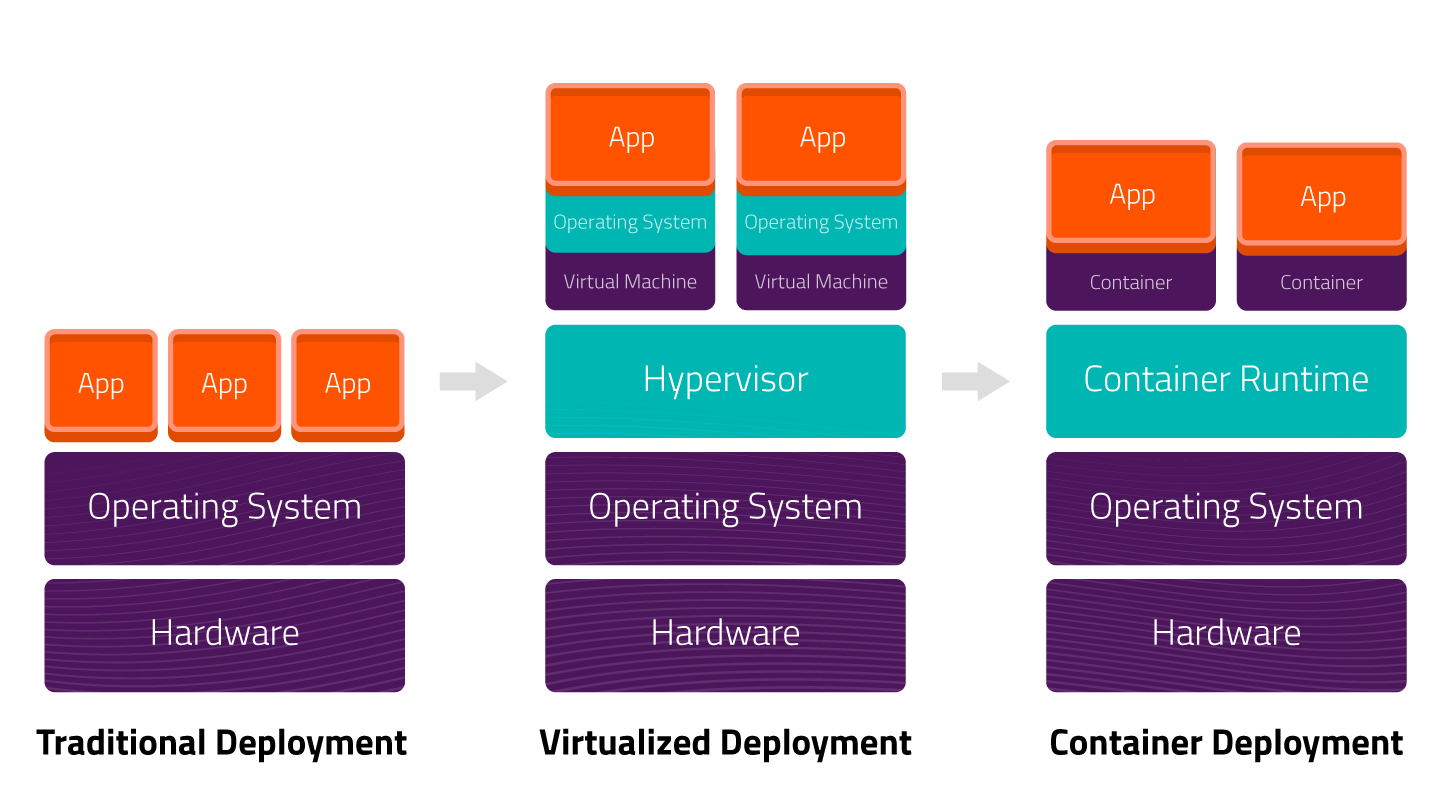 App
App
App
Operating System
Hardware
Traditional Deployment
App
Operating System
Virtual Machine
App
Operating System
Virtual Machine
Hypervisor
Operating System
Hardware
Virtualized Deployment
App
Container
App
Container
Container Runtime
Operating System
Hardware
Container Deployment